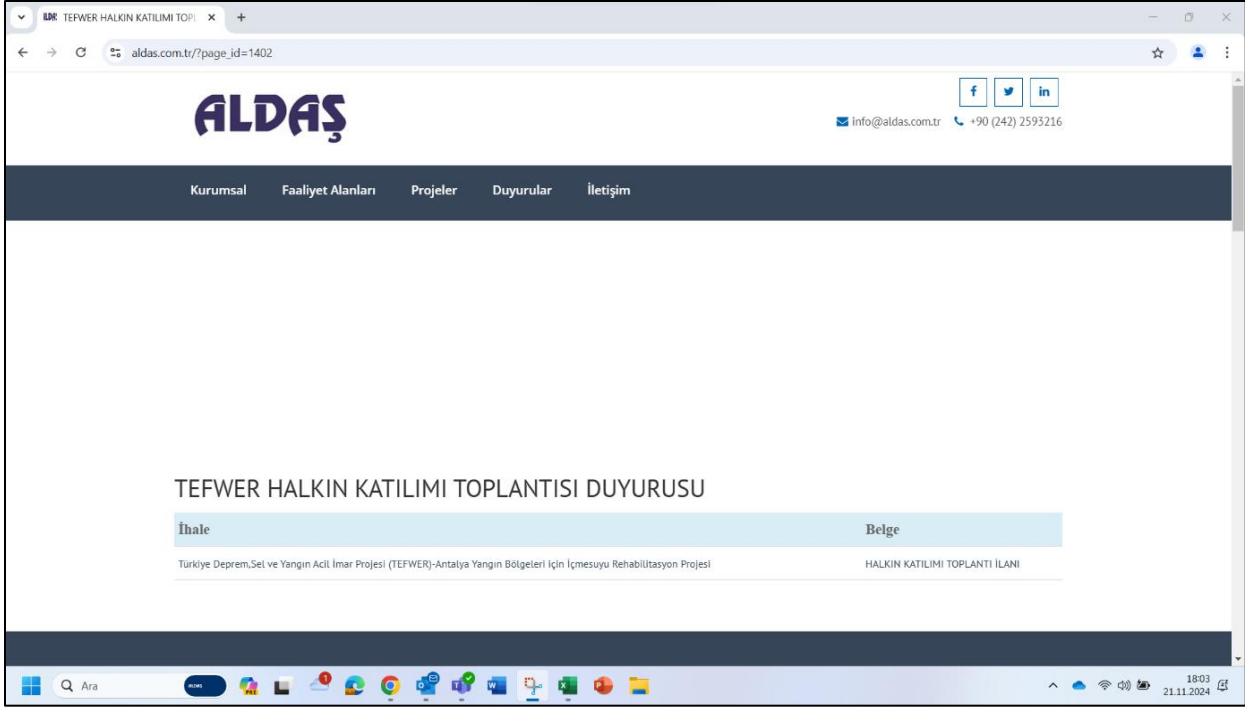 TEFWER HALKIN KATILIMI TOPL
aldas.com.tr/?page_id=1402
ALDAŞ
info@aldas.com.tr +90 (242) 2593216
Kurumsal Faaliyet Alanları Projeler Duyurular İletişim
TEFWER HALKIN KATILIMI TOPLANTISI DUYURUSU
İhale Belge
Türkiye Deprem,Sel ve Yangın Acil İmar Projesi (TEFWER)-Antalya Yangın Bölgeleri için İçmesuyu Rehabilitasyon Projesi HALKIN KATILIMI TOPLANTI İLANI
Ara
18:03
21.11.2024